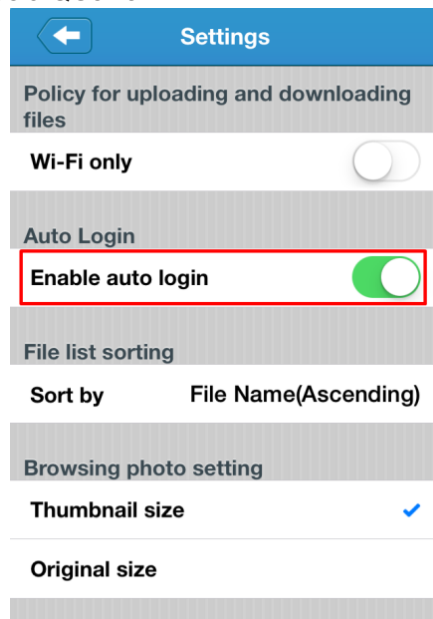 Settings
Policy for uploading and downloading
files
Wi-Fi only
Auto Login
Enable auto login
File list sorting
Sort by File Name(Ascending)
Browsing photo setting
Thumbnail size
Original size